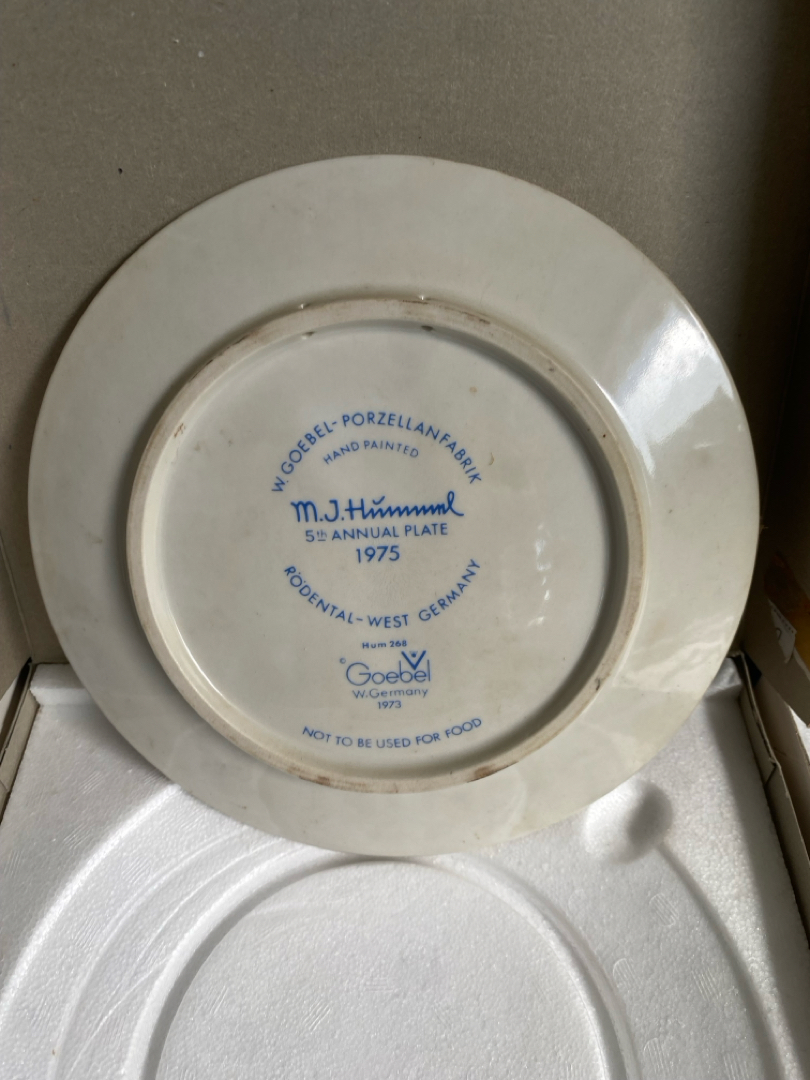 W. GOEBEL-PORZELLANFABRIK
HAND PAINTED
M.J.Hümmel
5th ANNUAL PLATE
1975
RÖDENTAL-WEST GERMANY
Hum 268
© Goebel
W.Germany
1973
NOT TO BE USED FOR FOOD